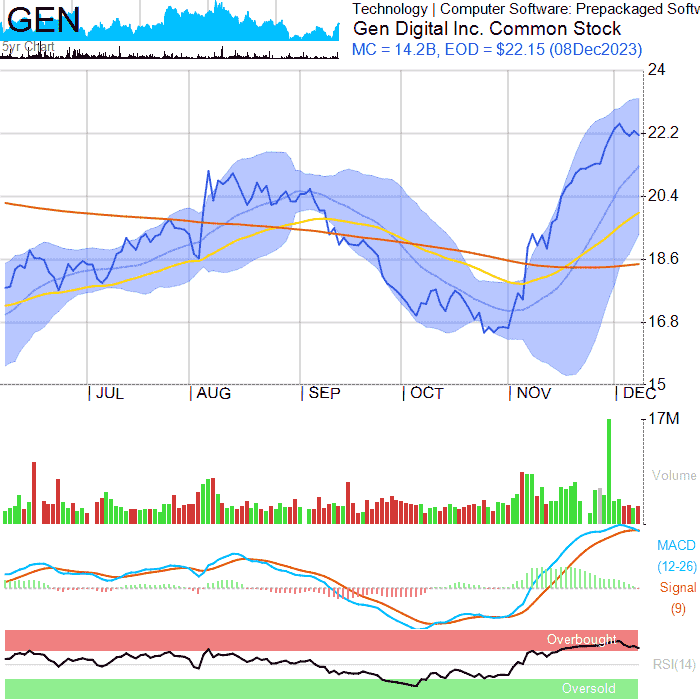 GEN
5yr Chart
Technology | Computer Software: Prepackaged Softw
Gen Digital Inc. Common Stock
MC = 14.2B, EOD = $22.15 (08Dec2023)
24
22.2
20.4
18.6
16.8
15
JUL AUG SEP OCT NOV DEC
17M
Volume
MACD
(12-26)
Signal
(9)
Overbought
RSI(14)
Oversold